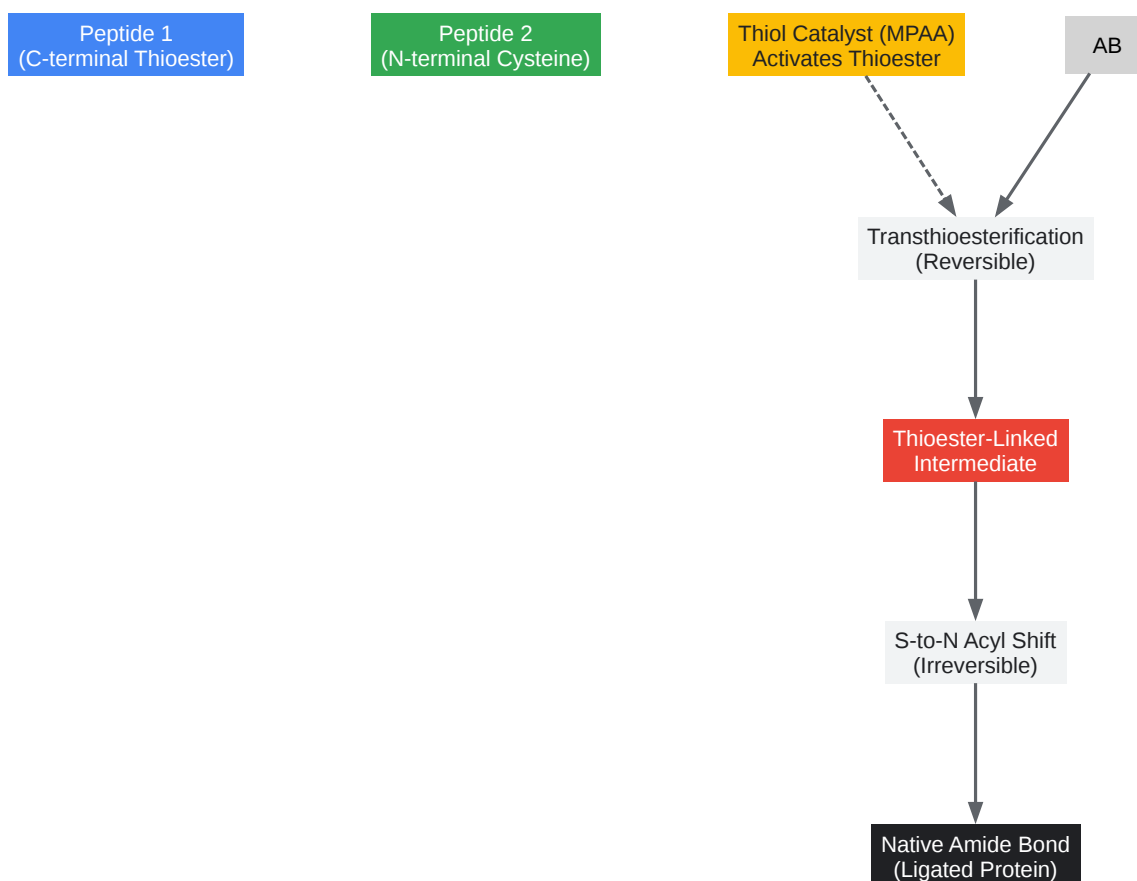 Peptide 1
(C-terminal Thioester)
Peptide 2
(N-terminal Cysteine)
Thiol Catalyst (MPAA)
Activates Thioester
AB
Transthioesterification
(Reversible)
Thioester-Linked
Intermediate
S-to-N Acyl Shift
(Irreversible)
Native Amide Bond
(Ligated Protein)